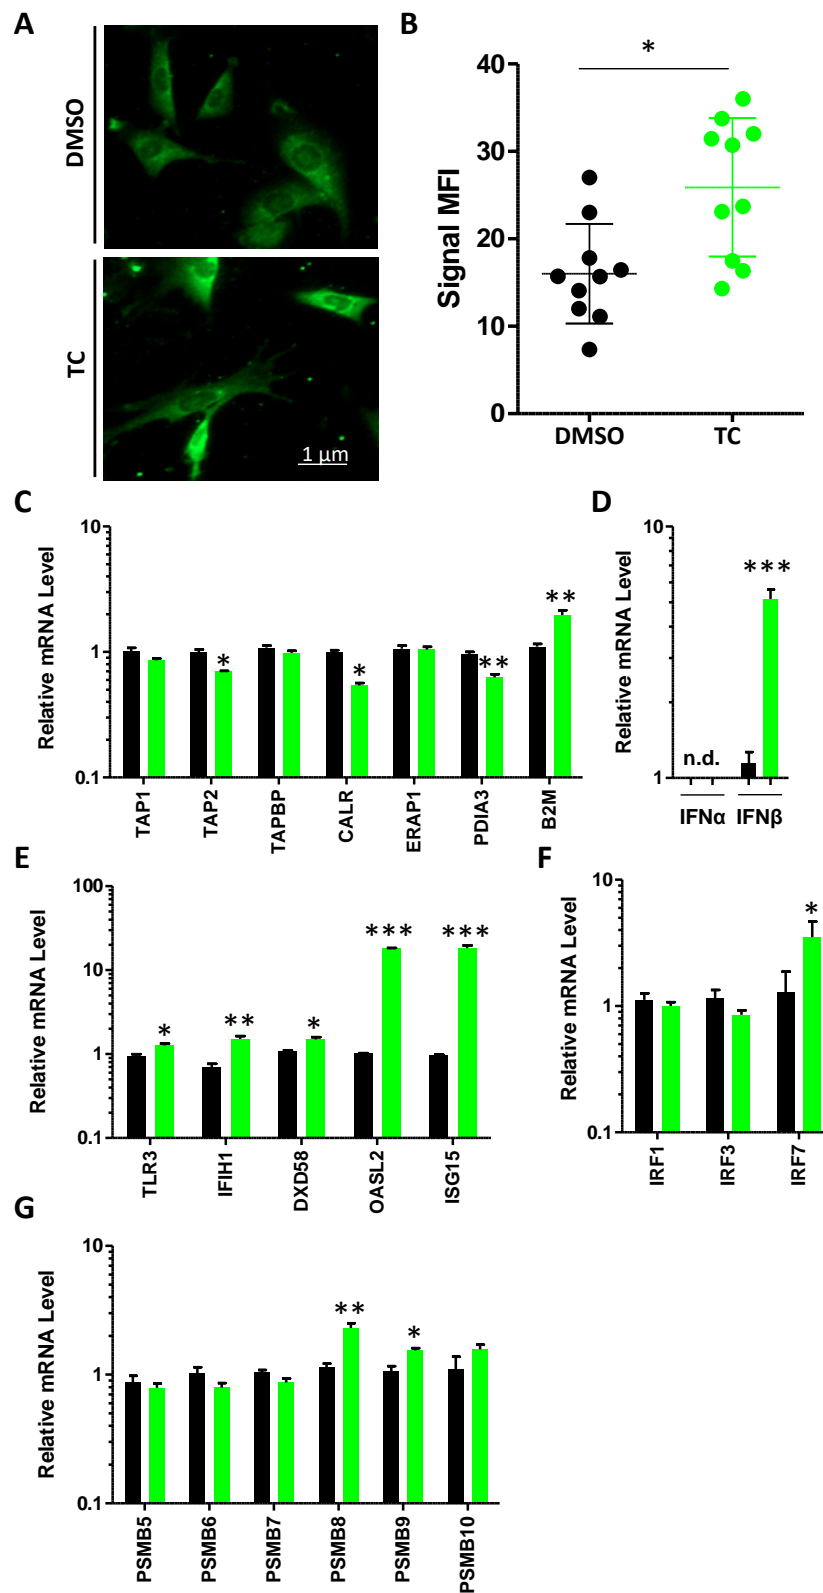 A
DMSO
TC
1 µm
B
*
Signal MFI
40
30
20
10
0
DMSO
TC
C
Relative mRNA Level
10
1
0.1
*
*
**
**
TAP1
TAP2
TAPBP
CALR
ERAP1
PDIA3
B2M
D
Relative mRNA Level
10
1
n.d.
***
IFNα
IFNβ
E
Relative mRNA Level
100
10
1
0.1
*
**
*
***
***
TLR3
IFIH1
DXD58
OASL2
ISG15
F
Relative mRNA Level
10
1
0.1
*
IRF1
IRF3
IRF7
G
Relative mRNA Level
10
1
0.1
**
*
PSMB5
PSMB6
PSMB7
PSMB8
PSMB9
PSMB10